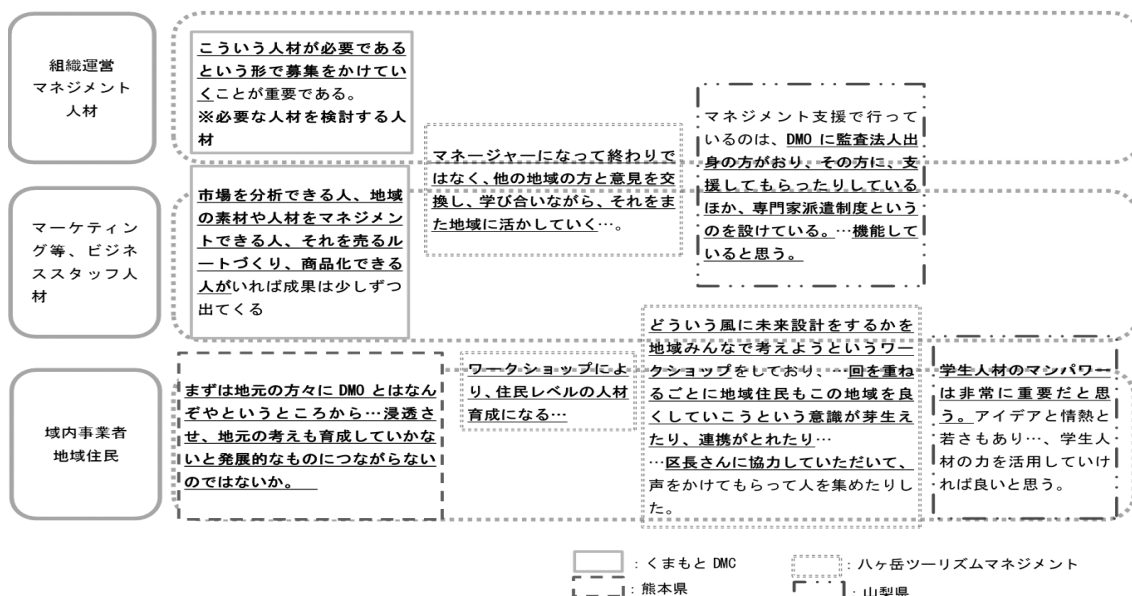 組織運営
マネジメント
人材
こういう人材が必要である
という形で募集をかけてい
くことが重要である。
※必要な人材を検討する人
材
マネージャーになって終わりで
はなく、他の地域の方と意見を交
換し、学び合いながら、それをま
た地域に活かしていく…。
マネジメント支援で行って
いるのは、DMO に監査法人出
身の方がおり、その方に、支
援してもらったりしている
ほか、専門家派遣制度という
のを設けている。…機能して
いると思う。
マーケティン
グ等、ビジネ
ススタッフ人
材
市場を分析できる人、地域
の素材や人材をマネジメン
トできる人、それを売るル
ートづくり、商品化できる
人がいれば成果は少しずつ
出てくる
域内事業者
地域住民
まずは地元の方々に DMO とはなん
ぞやというところから…浸透さ
せ、地元の考えも育成していかな
いと発展的なものにつながらない
のではないか。
ワークショップによ
り、住民レベルの人材
育成になる…
どういう風に未来設計をするかを
地域みんなで考えようというワー
クショップをしており、…回を重ね
るごとに地域住民もこの地域を良
くしていこうという意識が芽生え
たり、連携がとれたり…
…区長さんに協力していただいて、
声をかけてもらって人を集めたりし
た。
学生人材のマンパワー
は非常に重要だと思
う。アイデアと情熱と
若さもあり…、学生人
材の力を活用していけ
れば良いと思う。
：くまもと DMC
：八ヶ岳ツーリズムマネジメント
：熊本県
：山梨県